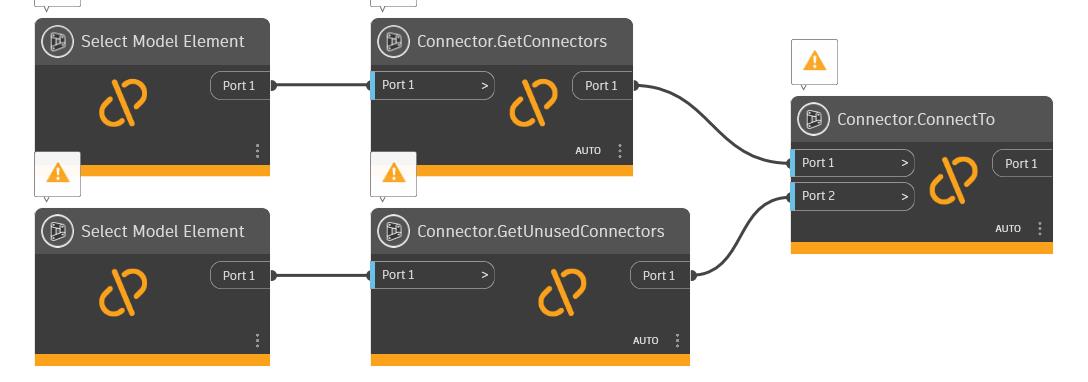 Select Model Element
Port 1
Connector.GetConnectors
Port 1 >
Port 1
AUTO
Connector.ConnectTo
Port 1 >
Port 1
Port 2 >
AUTO
Select Model Element
Port 1
Connector.GetUnusedConnectors
Port 1 >
Port 1
AUTO